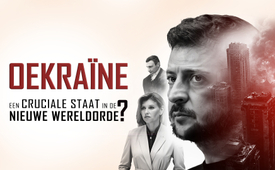 OEKRAÏNE
EEN CRUCIALE STAAT IN DE
NIEUWE WERELDORDE?